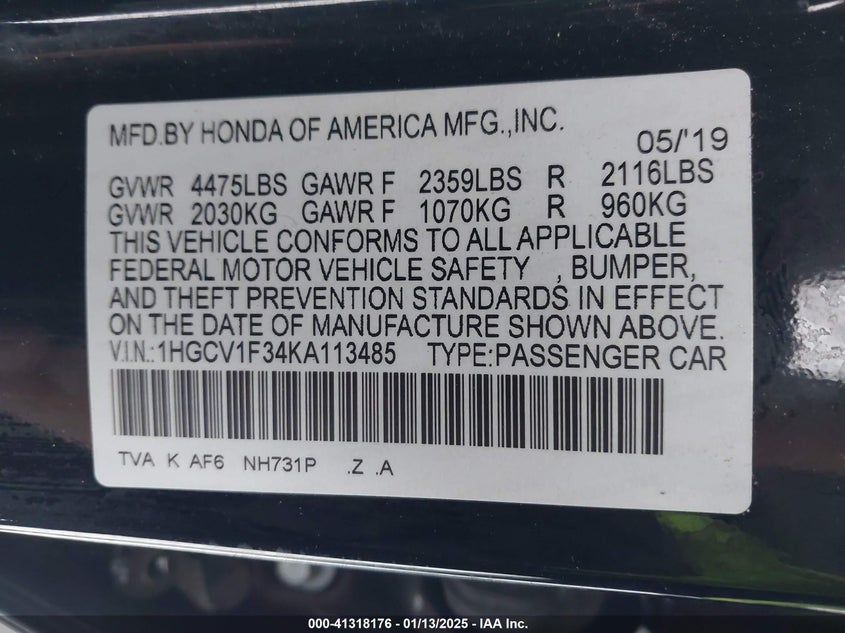 MFD.BY HONDA OF AMERICA MFG.,INC.
05/'19
GVWR 4475LBS GAWR F 2359LBS R 2116LBS
GVWR 2030KG GAWR F 1070KG R 960KG
THIS VEHICLE CONFORMS TO ALL APPLICABLE
FEDERAL MOTOR VEHICLE SAFETY , BUMPER,
AND THEFT PREVENTION STANDARDS IN EFFECT
ON THE DATE OF MANUFACTURE SHOWN ABOVE.
V.I.N.:1HGCV1F34KA113485 TYPE:PASSENGER CAR
TVA K AF6 NH731P .Z .A
000-41318176 - 01/13/2025 - IAA Inc.